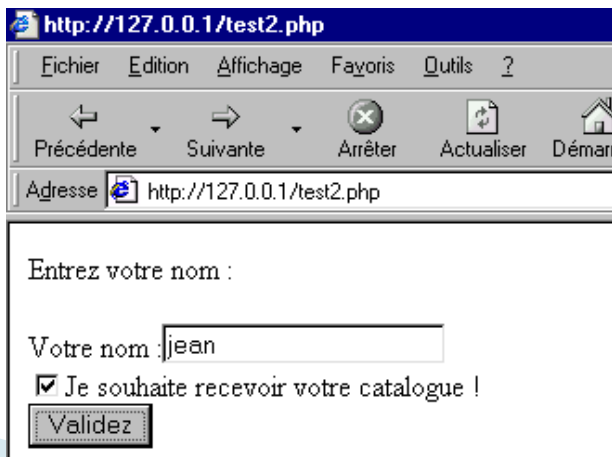 http://127.0.0.1/test2.php
Fichier Edition Affichage Favoris Outils ?
Précédente Suivante Arrêter Actualiser
Adresse http://127.0.0.1/test2.php
Entrez votre nom :
Votre nom :jean
Je souhaite recevoir votre catalogue !
Validez